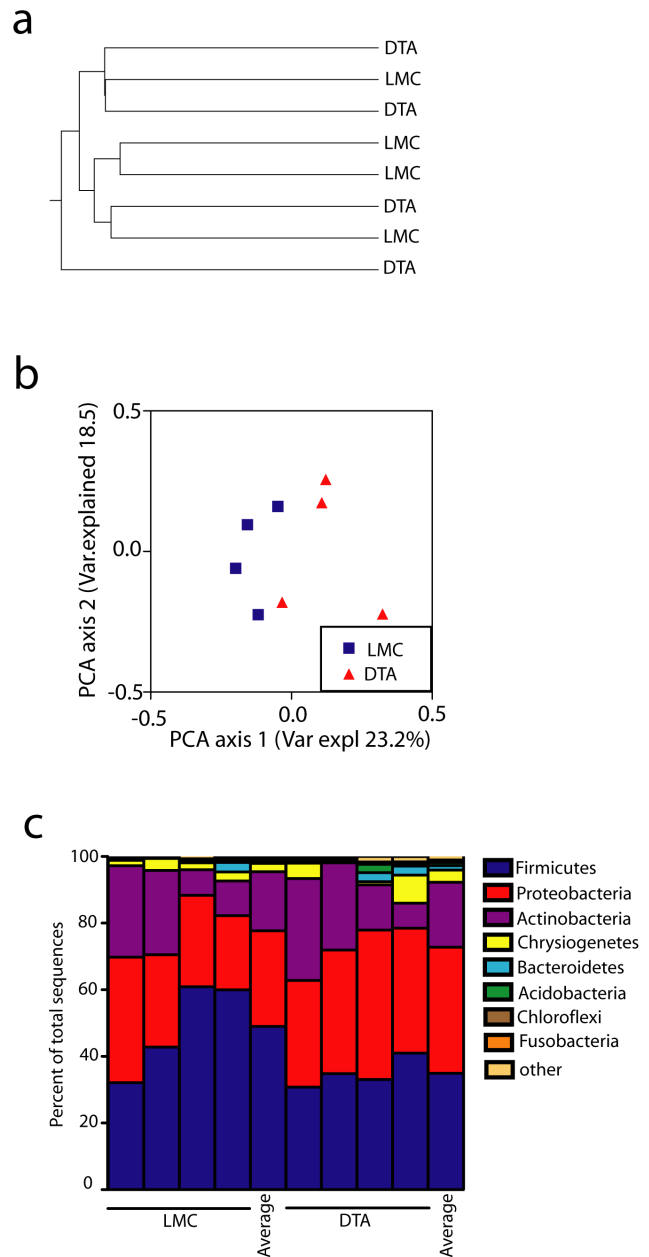 a
DTA
LMC
DTA
LMC
LMC
DTA
LMC
DTA
b
PCA axis 2 (Var.explained 18.5)
0.5
0.0
-0.5
-0.5
0.0
0.5
LMC
DTA
PCA axis 1 (Var expl 23.2%)
c
Percent of total sequences
100
80
60
40
20
0
Firmicutes
Proteobacteria
Actinobacteria
Chrysiogenetes
Bacteroidetes
Acidobacteria
Chloroflexi
Fusobacteria
other
LMC
Average
DTA
Average